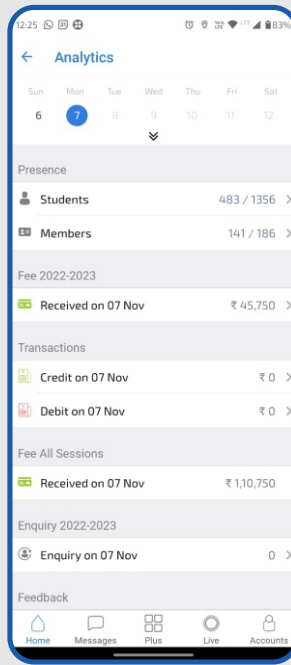 12:25 83%
Analytics
Sun Mon Tue Wed Thu Fri Sat
6 7 8 9 10 11 12
Presence
Students 483 / 1356
Members 141 / 186
Fee 2022-2023
Received on 07 Nov ₹ 45,750
Transactions
Credit on 07 Nov ₹ 0
Debit on 07 Nov ₹ 0
Fee All Sessions
Received on 07 Nov ₹ 1,10,750
Enquiry 2022-2023
Enquiry on 07 Nov 0
Feedback
Home Messages Plus Live Accounts